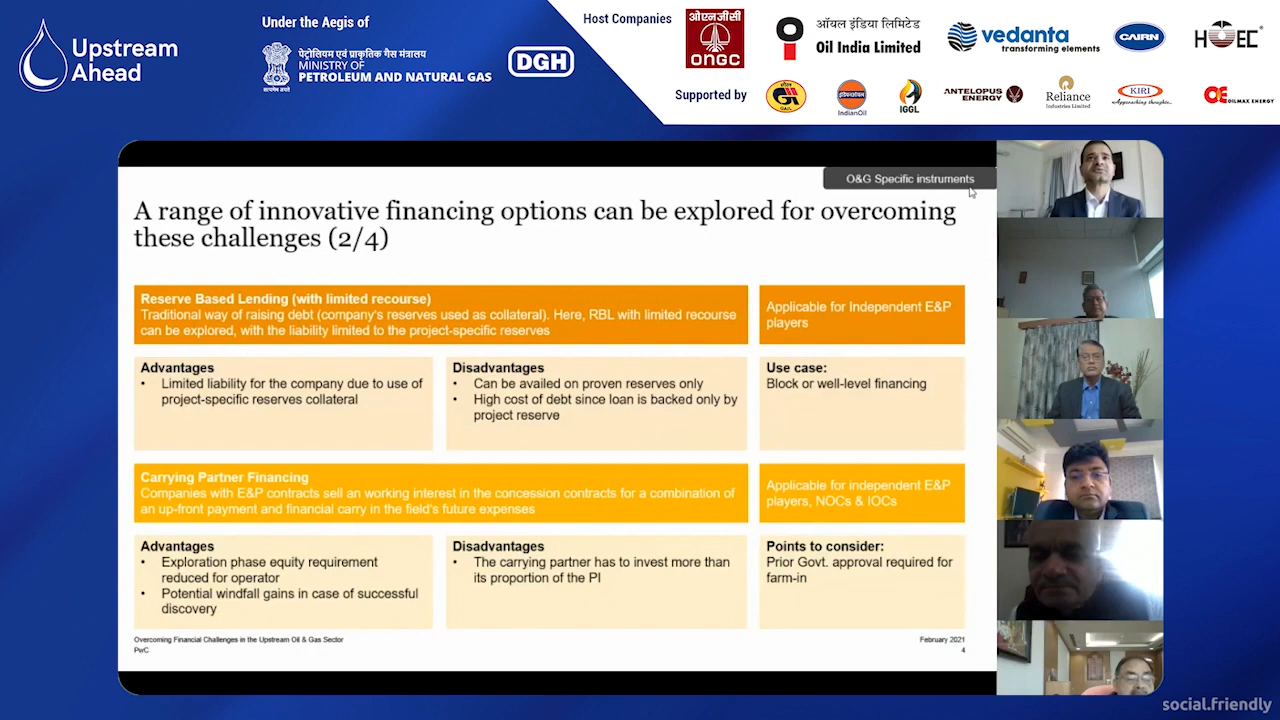 Upstream
Ahead
Under the Aegis of
पेट्रोलियम एवं प्राकृतिक गैस मंत्रालय
MINISTRY OF
PETROLEUM AND NATURAL GAS
सत्यमेव जयते
DGH
Host Companies
ओएनजीसी
ONGC
ऑयल इंडिया लिमिटेड
Oil India Limited
vedanta
transforming elements
CAIRN
HOEC
Supported by
GAIL
इंडियनऑयल
IndianOil
IGGL
ANTELOPUS
ENERGY
Reliance
Industries Limited
KIRI
Approaching thoughts..
OILMAX ENERGY
O&G Specific instruments
A range of innovative financing options can be explored for overcoming
these challenges (2/4)
Reserve Based Lending (with limited recourse)
Traditional way of raising debt (company's reserves used as collateral). Here, RBL with limited recourse
can be explored, with the liability limited to the project-specific reserves
Applicable for Independent E&P
players
Advantages
• Limited liability for the company due to use of
project-specific reserves collateral
Disadvantages
• Can be availed on proven reserves only
• High cost of debt since loan is backed only by
project reserve
Use case:
Block or well-level financing
Carrying Partner Financing
Companies with E&P contracts sell an working interest in the concession contracts for a combination of
an up-front payment and financial carry in the field's future expenses
Applicable for independent E&P
players, NOCs & IOCs
Advantages
• Exploration phase equity requirement
reduced for operator
• Potential windfall gains in case of successful
discovery
Disadvantages
• The carrying partner has to invest more than
its proportion of the PI
Points to consider:
Prior Govt. approval required for
farm-in
Overcoming Financial Challenges in the Upstream Oil & Gas Sector
PwC
February 2021
4
social.friendly